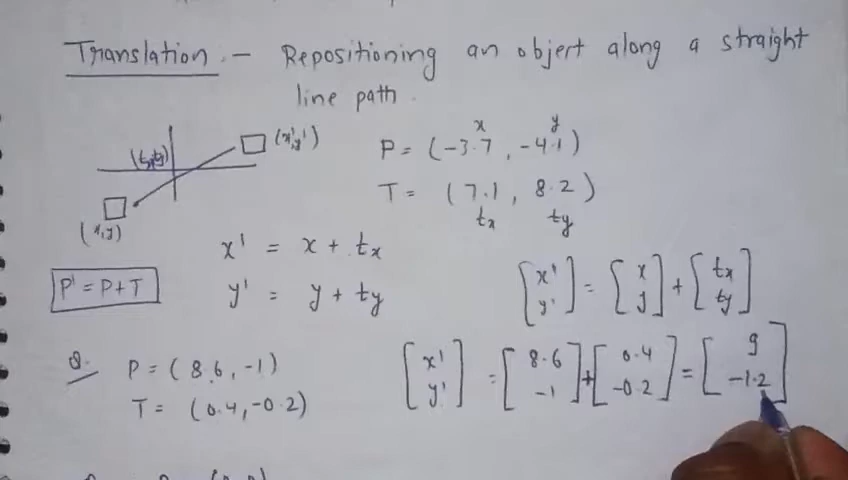 Translation :- Repositioning an object along a straight
line path.
(tx,ty)
(x',y')
(x,y)
x y
P = (-3.7, -4.1)
T = (7.1, 8.2)
tx ty
x' = x + tx
y' = y + ty
P' = P+T
[x' y'] = [x y] + [tx ty]
Q. P = (8.6, -1)
T = (0.4, -0.2)
[x' y'] = [8.6 -1] + [0.4 -0.2] = [9 -1.2]